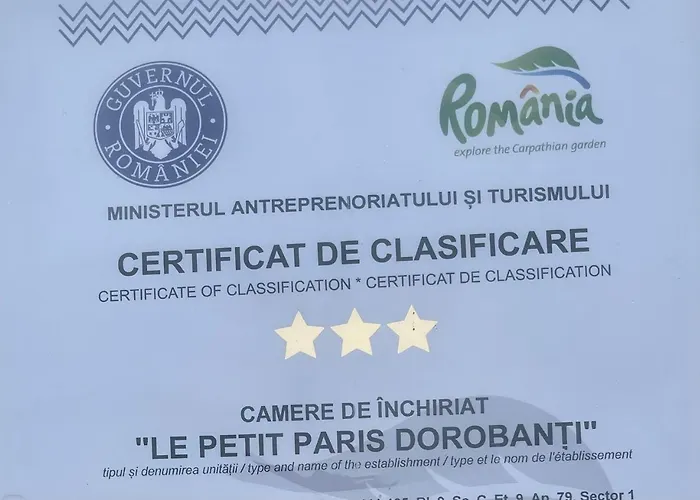 GUVERNUL
ROMÂNIEI
România
explore the Carpathian garden
MINISTERUL ANTREPRENORIATULUI ȘI TURISMULUI
CERTIFICAT DE CLASIFICARE
CERTIFICATE OF CLASSIFICATION * CERTIFICAT DE CLASSIFICATION
CAMERE DE ÎNCHIRIAT
"LE PETIT PARIS DOROBANȚI"
tipul și denumirea unității / type and name of the establishment / type et le nom de l'établissement
Sc. C, Et. 9, Ap. 79, Sector 1